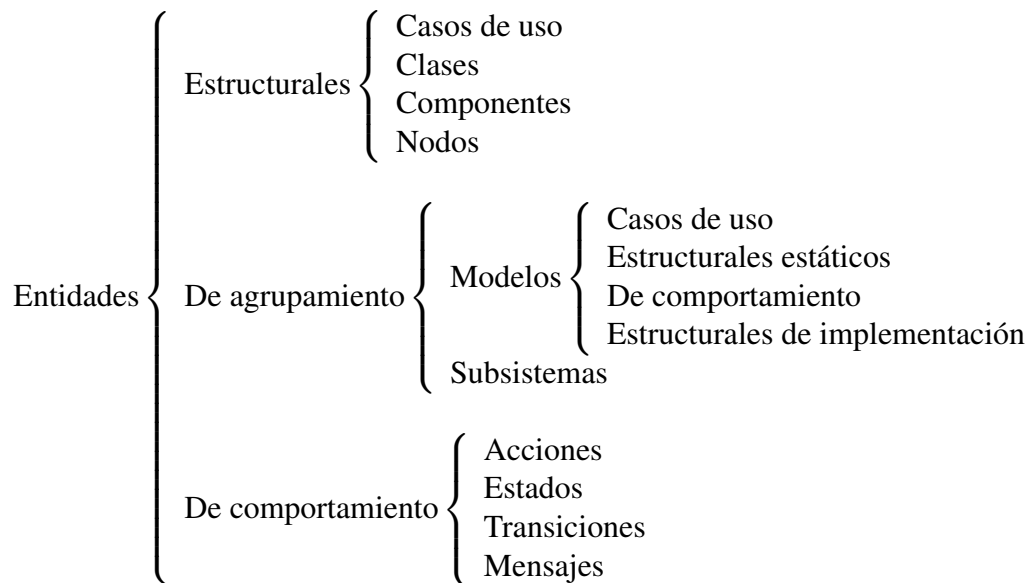 Entidades
Estructurales
Casos de uso
Clases
Componentes
Nodos
De agrupamiento
Modelos
Casos de uso
Estructurales estáticos
De comportamiento
Estructurales de implementación
Subsistemas
De comportamiento
Acciones
Estados
Transiciones
Mensajes